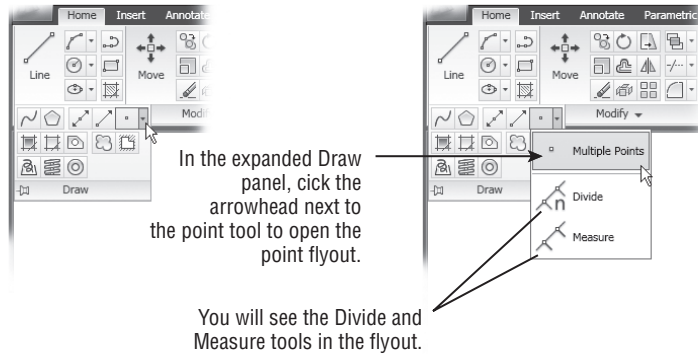 Home Insert Annotate
Line
Move
Modi
Draw
Home Insert Annotate Parametric
Line
Move
Modify
Draw
Multiple Points
Divide
Measure
In the expanded Draw
panel, cick the
arrowhead next to
the point tool to open the
point flyout.
You will see the Divide and
Measure tools in the flyout.